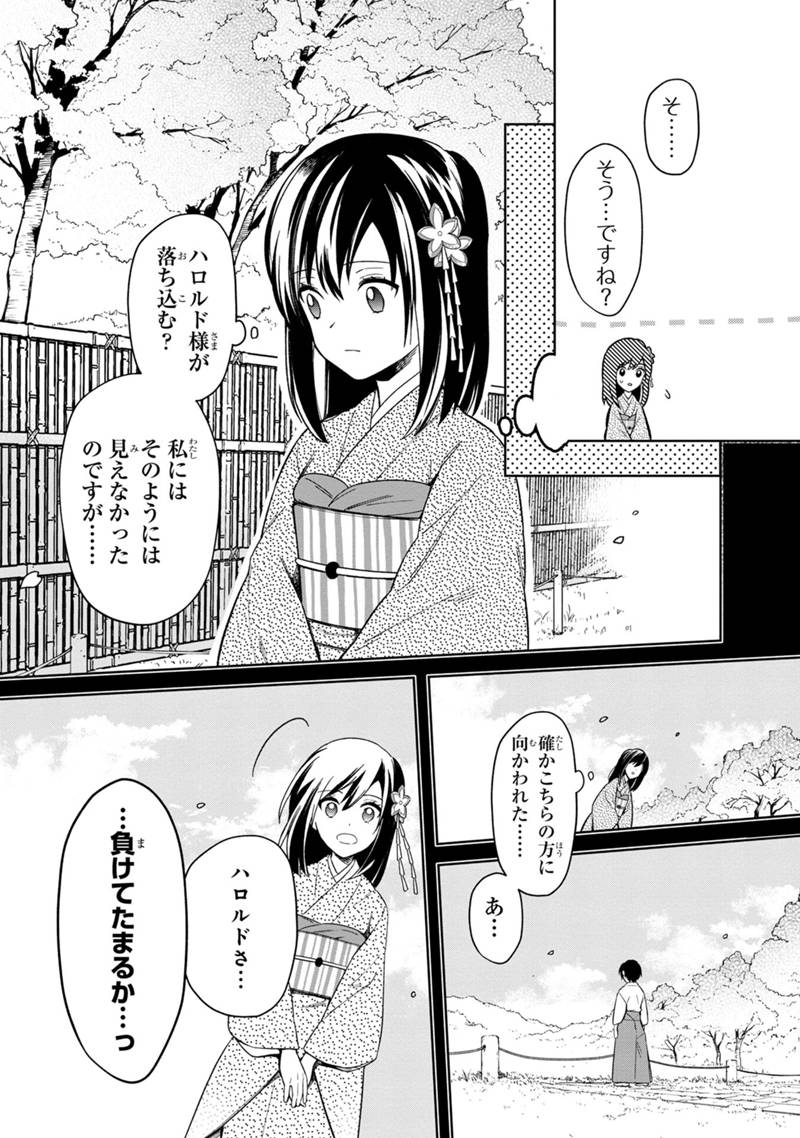 そ……
そう…ですね?
ハロルド様が
落ち込む?
私には
そのようには
見えなかった
のですが……
確かこちらの方に
向かわれた……
あ…
ハロルドさ…
…負けてたまるか…っ